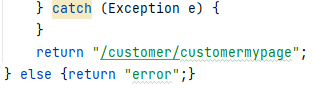 } catch (Exception e) {
}
return "/customer/customermypage";
} else {return "error";}